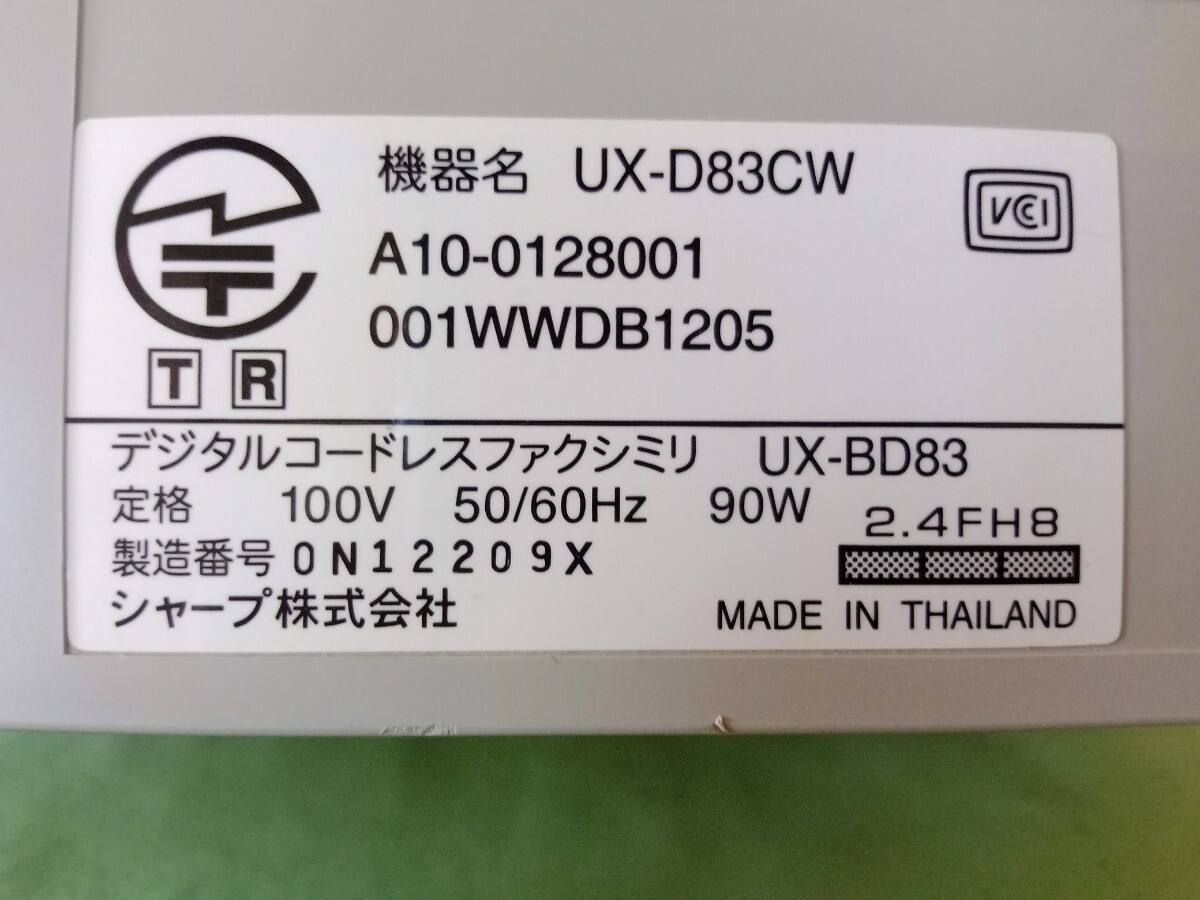 機器名 UX-D83CW
VCCI
A10-0128001
001WWDB1205
T R
デジタルコードレスファクシミリ UX-BD83
定格 100V 50/60Hz 90W
2.4FH8
製造番号 0N12209X
シャープ株式会社 MADE IN THAILAND